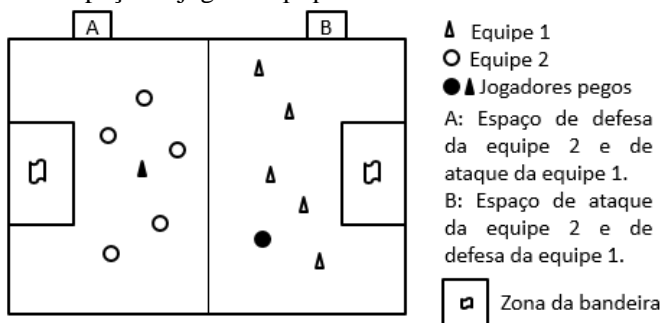 A
B
Equipe 1
Equipe 2
Jogadores pegos
A: Espaço de defesa
da equipe 2 e de
ataque da equipe 1.
B: Espaço de ataque
da equipe 2 e de
defesa da equipe 1.
Zona da bandeira